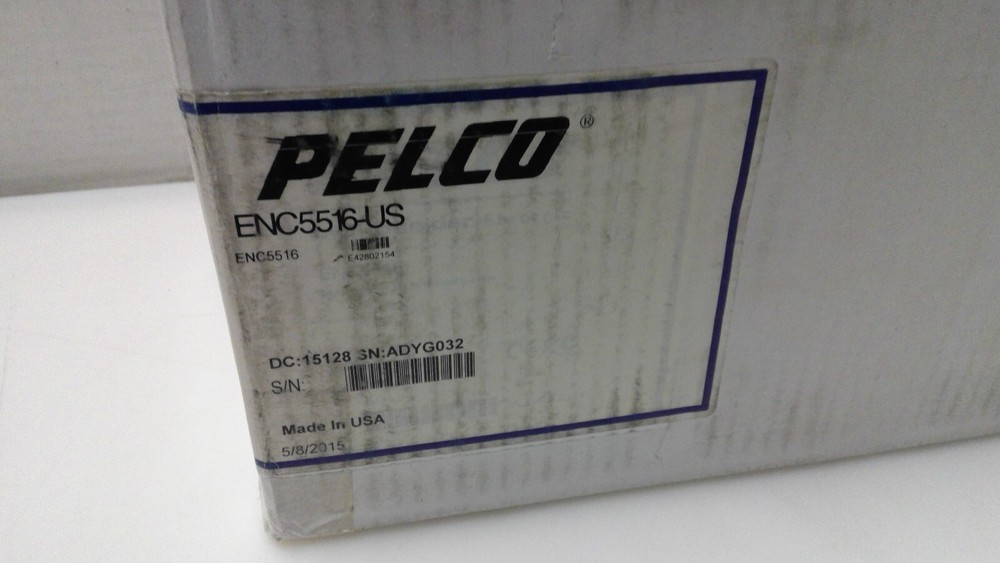 PELCO®
ENC5516-US
ENC5516
E42802154
DC:15128 SN:ADYG032
S/N:
Made In USA
5/8/2015